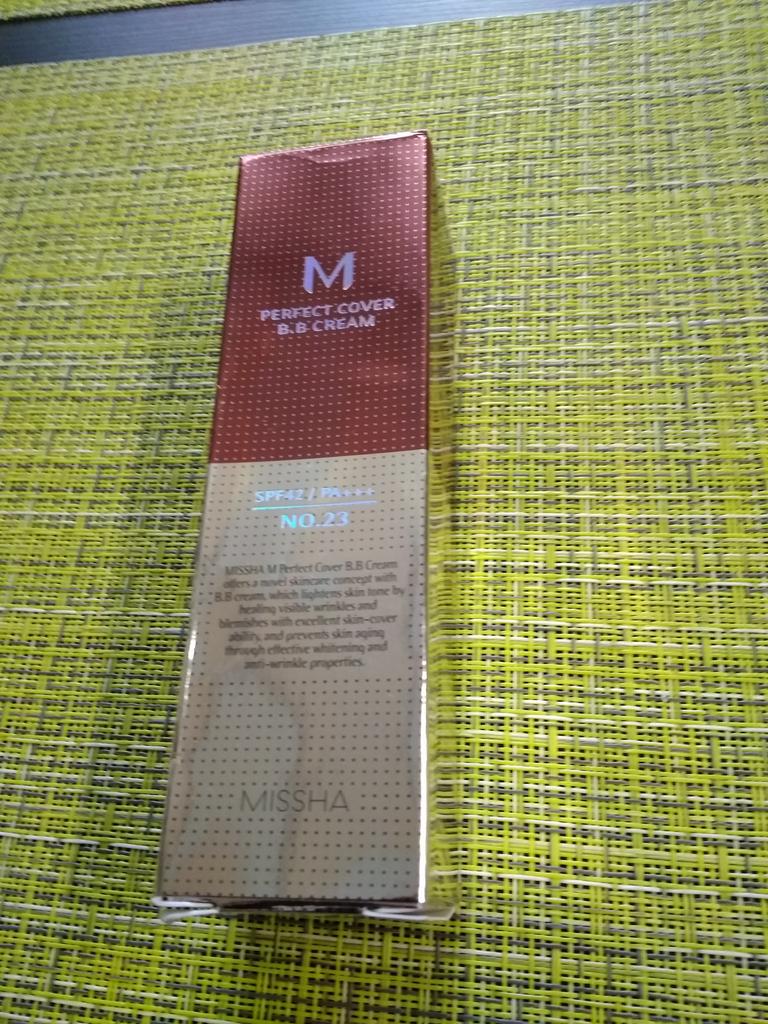 M
PERFECT COVER
B.B CREAM
SPF42 / PA+++
NO.23
MISSHA M Perfect Cover B.B Cream
offers a novel skincare concept with
B.B cream, which lightens skin tone by
healing visible wrinkles and
blemishes with excellent skin-cover
ability, and prevents skin aging
through effective whitening and
anti-wrinkle properties.
MISSHA